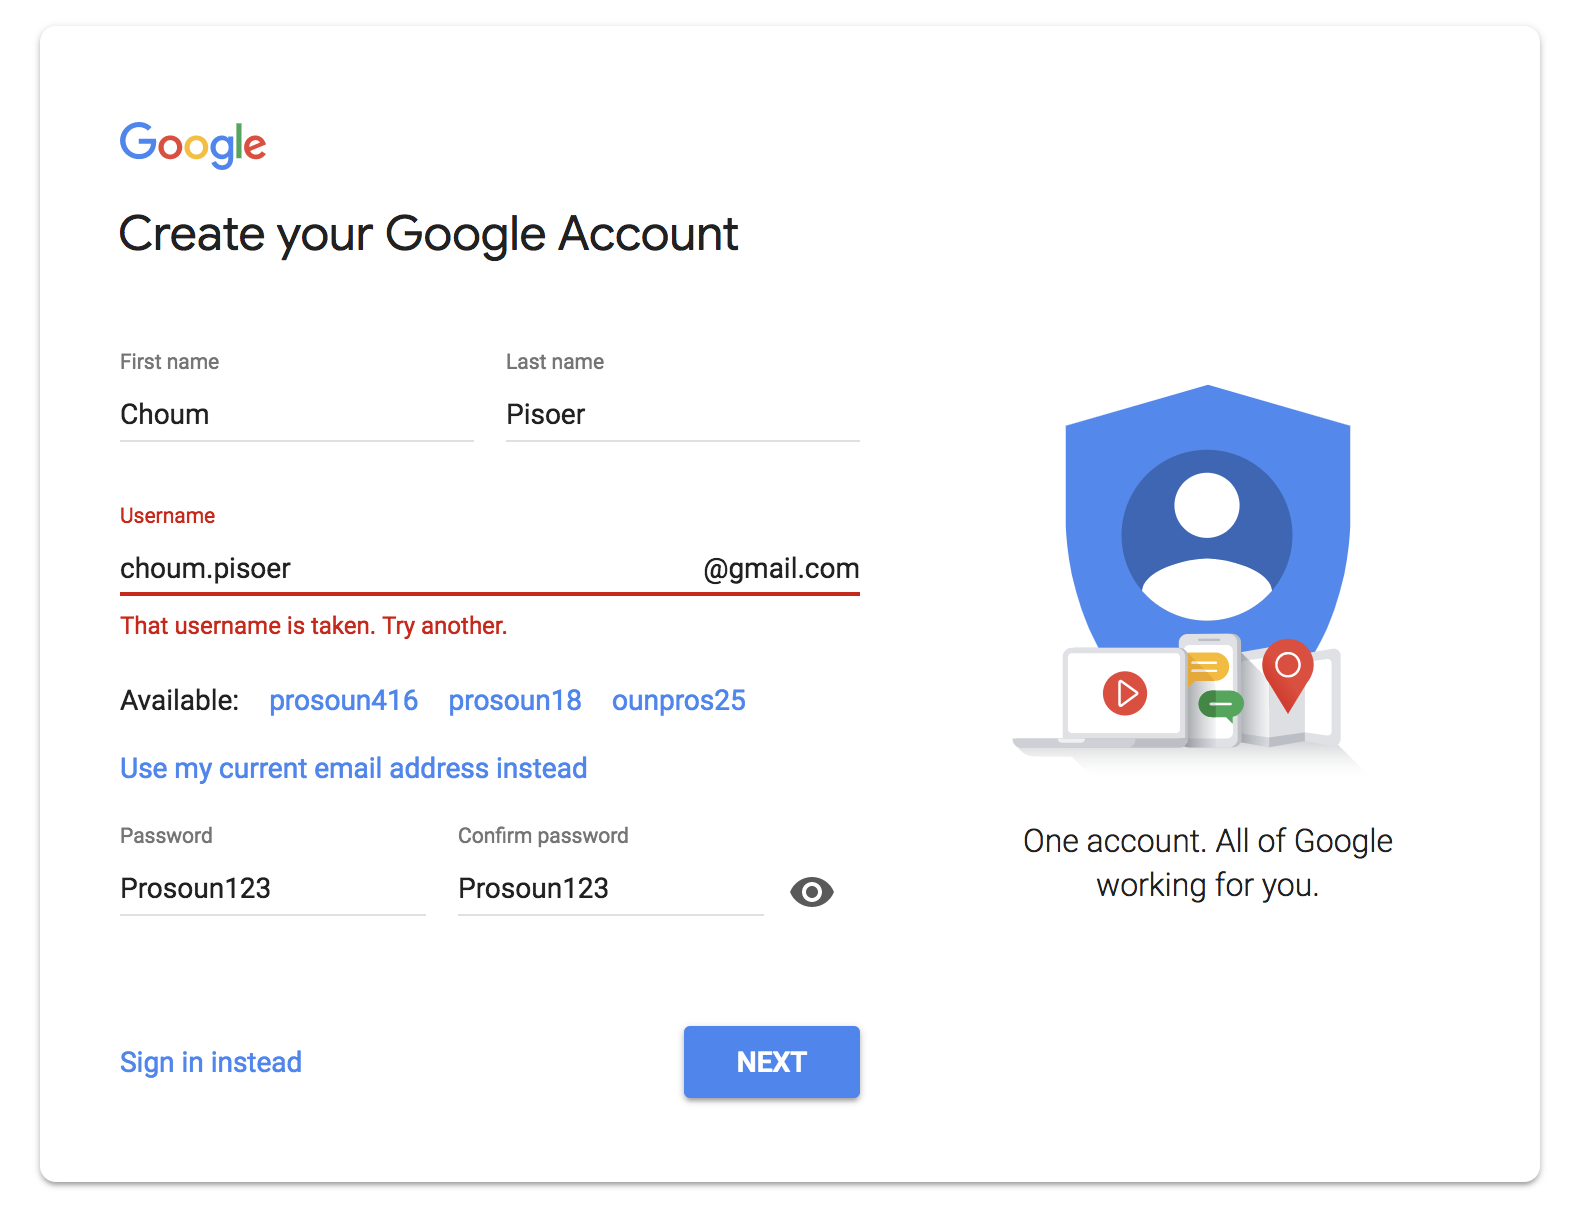 Google
Create your Google Account
First name Last name
Choum Pisoer
Username
choum.pisoer @gmail.com
That username is taken. Try another.
Available: prosoun416 prosoun18 ounpros25
Use my current email address instead
Password Confirm password
Prosoun123 Prosoun123
Sign in instead NEXT
One account. All of Google
working for you.